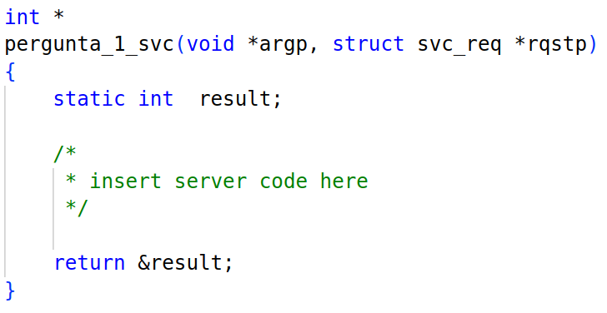 int *
pergunta_1_svc(void *argp, struct svc_req *rqstp)
{
    static int  result;
    /*
     * insert server code here
     */
    return &result;
}